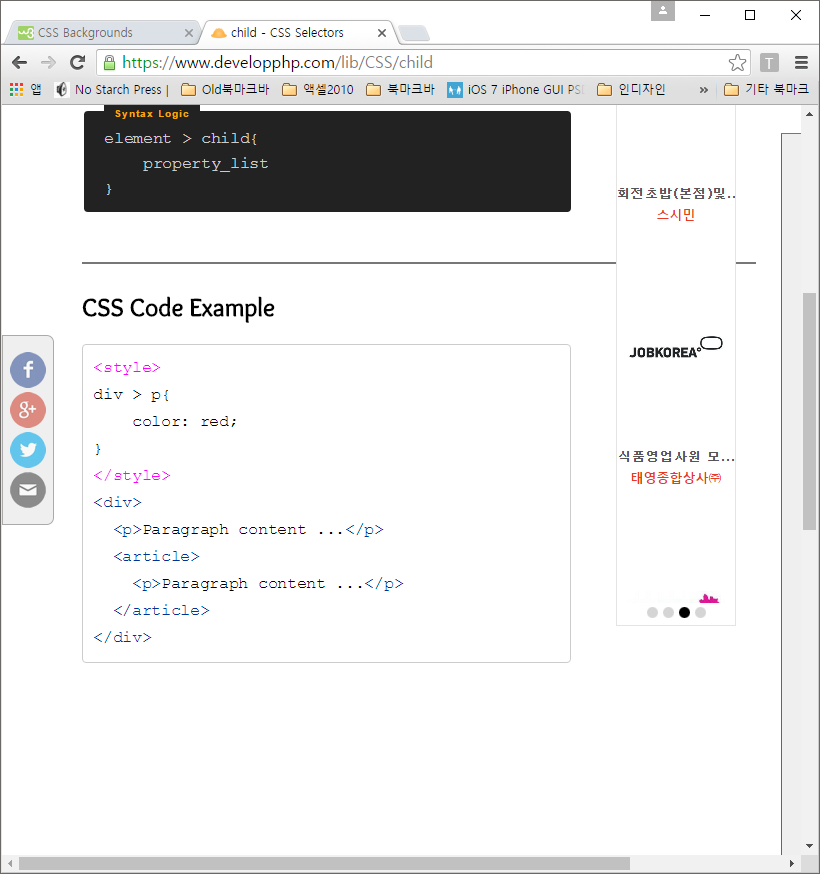 CSS Backgrounds
child - CSS Selectors
https://www.developphp.com/lib/CSS/child
T
앱
No Starch Press |
Old북마크바
액셀2010
북마크바
iOS 7 iPhone GUI PS
인디자인
»
기타 북마크
Syntax Logic
element > child{
    property_list
}
회전초밥(본점)및..
스시민
CSS Code Example
JOBKOREA
<style>
div > p{
    color: red;
}
</style>
<div>
  <p>Paragraph content ...</p>
  <article>
    <p>Paragraph content ...</p>
  </article>
</div>
식품영업사원 모...
태영종합상사㈜
f
g+